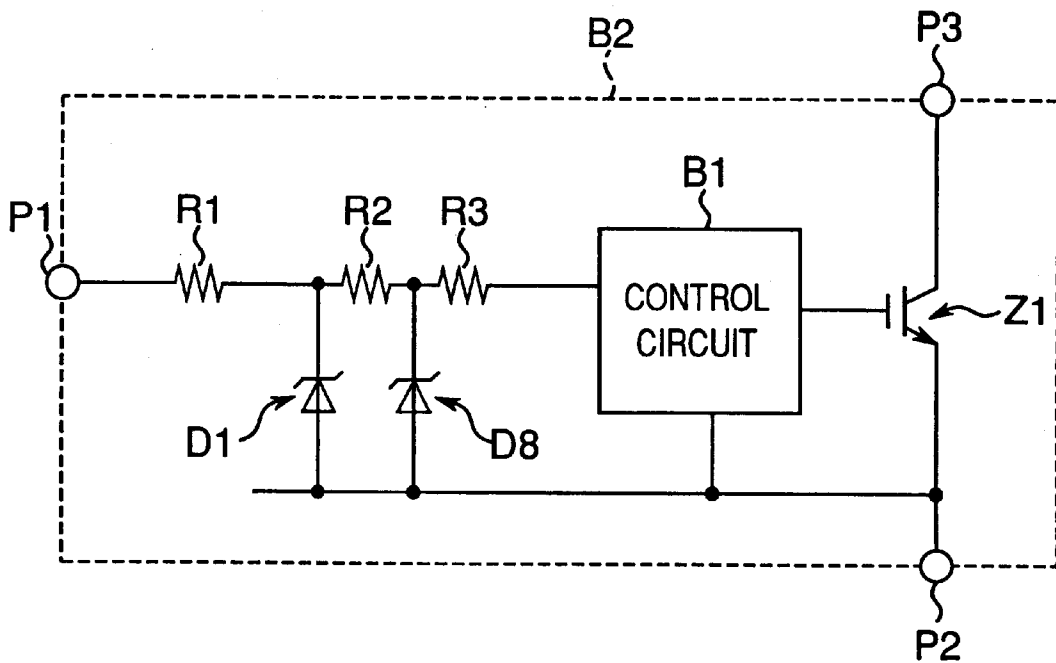 P3
B2
B1
P1
R1
R2
R3
CONTROL
CIRCUIT
Z1
D1
D8
P2